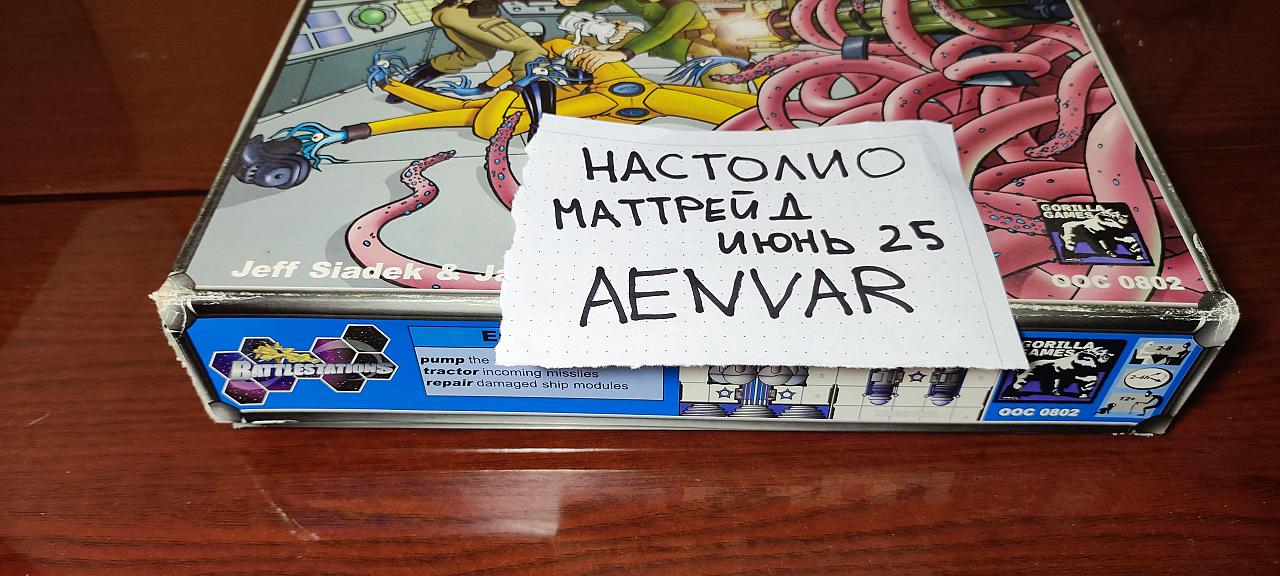 НАСТОЛИО
МАТТРЕЙД
ИЮНЬ 25
AENVAR
GORILLA
GAMES
Jeff Siadek &
OOC 0802
BATTLESTATIONS
pump the
tractor incoming missiles
repair damaged ship modules
GORILLA
GAMES
OOC 0802
12+